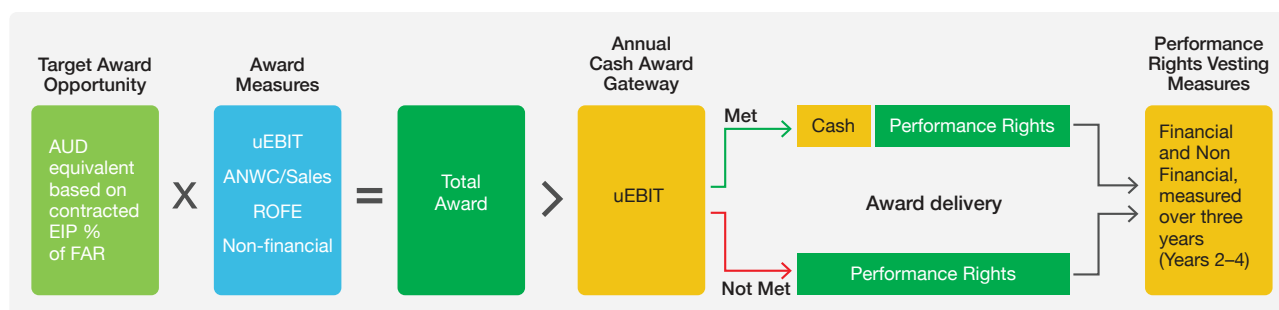 Target Award
Opportunity
AUD
equivalent
based on
contracted
EIP %
of FAR
X
Award
Measures
uEBIT
ANWC/Sales
ROFE
Non-financial
=
Total
Award
>
Annual
Cash Award
Gateway
uEBIT
Met
Cash
Performance Rights
Award delivery
Not Met
Performance Rights
Performance
Rights Vesting
Measures
Financial
and Non
Financial,
measured
over three
years
(Years 2–4)